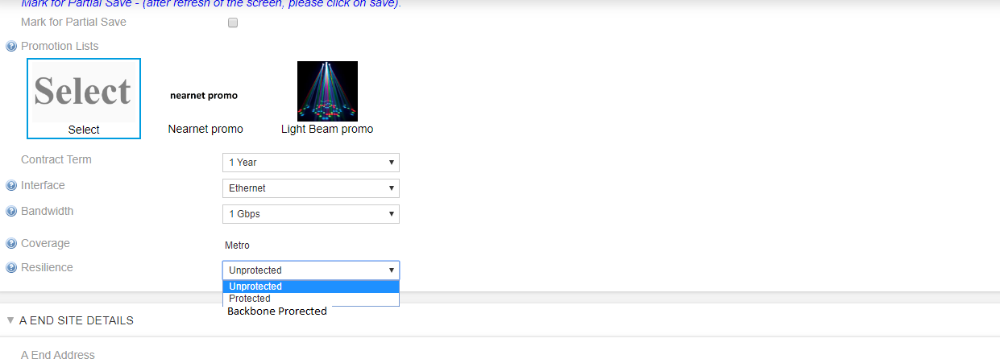 Mark for Partial Save - (after refresh of the screen, please click on save).
Mark for Partial Save
Promotion Lists
Select
nearnet promo
Select
Nearnet promo
Light Beam promo
Contract Term
1 Year
Interface
Ethernet
Bandwidth
1 Gbps
Coverage
Metro
Resilience
Unprotected
Unprotected
Protected
Backbone Prorected
A END SITE DETAILS
A End Address